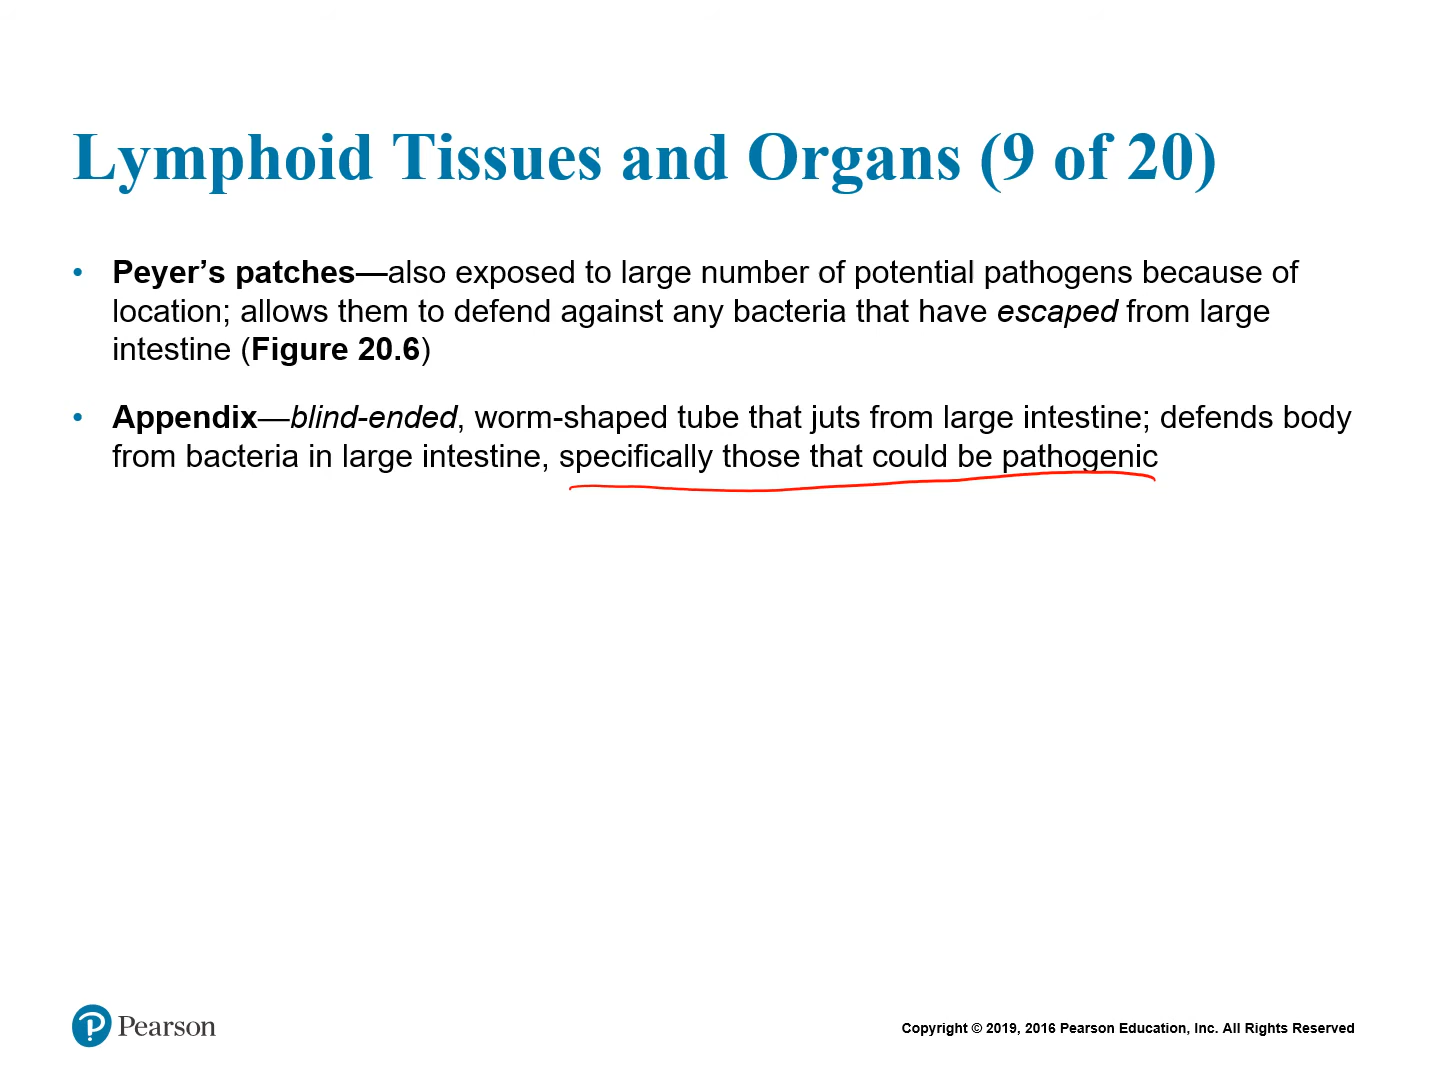 Lymphoid Tissues and Organs (9 of 20)
• Peyer’s patches—also exposed to large number of potential pathogens because of
location; allows them to defend against any bacteria that have escaped from large
intestine (Figure 20.6)
• Appendix—blind-ended, worm-shaped tube that juts from large intestine; defends body
from bacteria in large intestine, specifically those that could be pathogenic
Pearson
Copyright © 2019, 2016 Pearson Education, Inc. All Rights Reserved